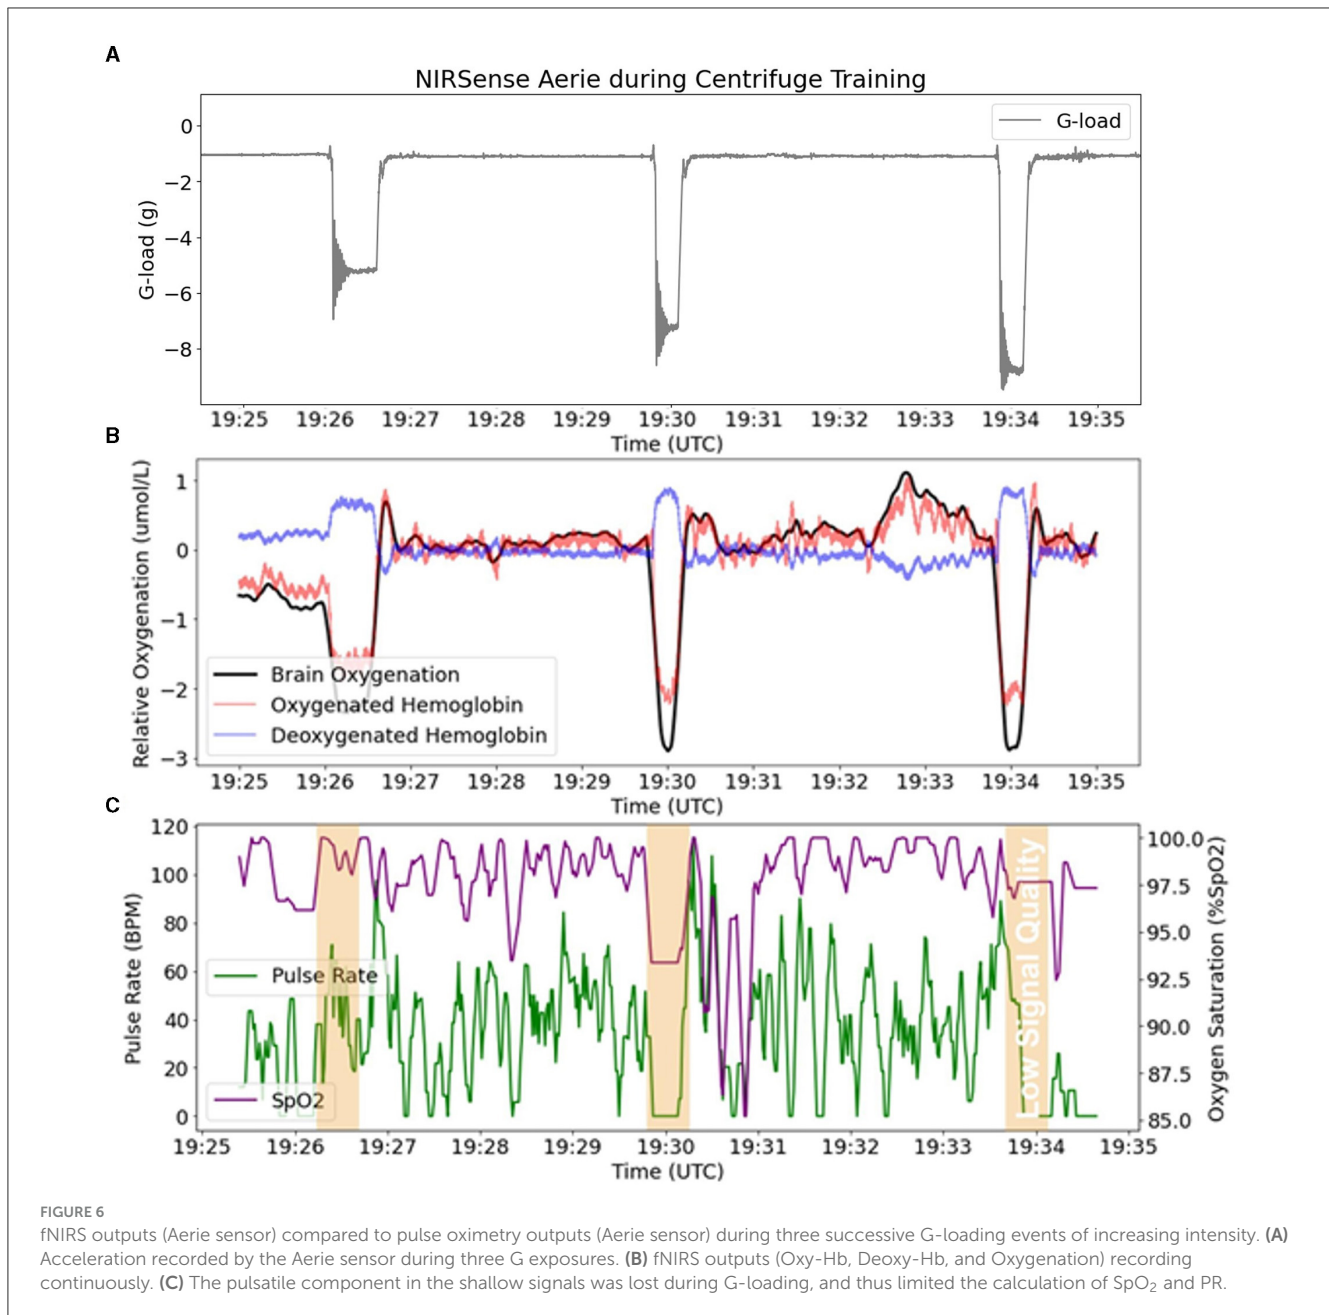 A
NIRSense Aerie during Centrifuge Training
G-load
G-load (g)
0
−2
−4
−6
−8
19:25 19:26 19:27 19:28 19:29 19:30 19:31 19:32 19:33 19:34 19:35
Time (UTC)
B
Relative Oxygenation (umol/L)
1
0
−1
−2
−3
Brain Oxygenation
Oxygenated Hemoglobin
Deoxygenated Hemoglobin
19:25 19:26 19:27 19:28 19:29 19:30 19:31 19:32 19:33 19:34 19:35
Time (UTC)
C
Pulse Rate (BPM)
120
100
80
60
40
20
0
Pulse Rate
SpO2
Low Signal Quality
100.0
97.5
95.0
92.5
90.0
87.5
85.0
Oxygen Saturation (%SpO2)
19:25 19:26 19:27 19:28 19:29 19:30 19:31 19:32 19:33 19:34 19:35
Time (UTC)
FIGURE 6
fNIRS outputs (Aerie sensor) compared to pulse oximetry outputs (Aerie sensor) during three successive G-loading events of increasing intensity. (A)
Acceleration recorded by the Aerie sensor during three G exposures. (B) fNIRS outputs (Oxy-Hb, Deoxy-Hb, and Oxygenation) recording
continuously. (C) The pulsatile component in the shallow signals was lost during G-loading, and thus limited the calculation of SpO₂ and PR.